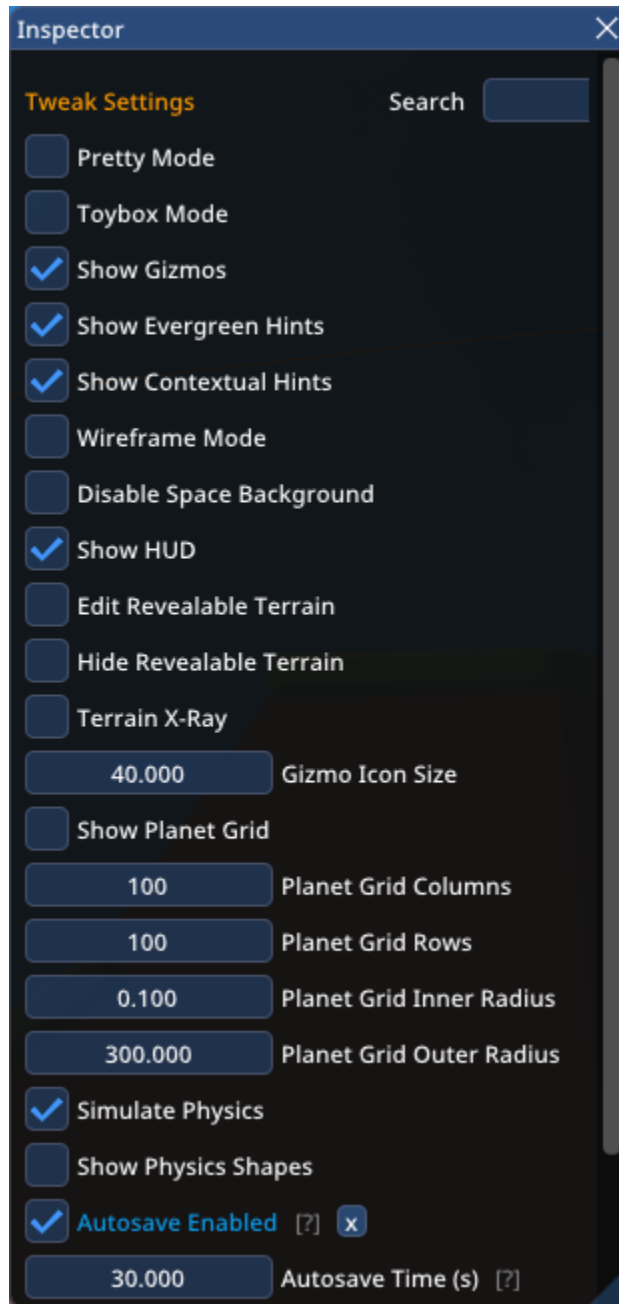 Inspector
Tweak Settings Search
Pretty Mode
Toybox Mode
Show Gizmos
Show Evergreen Hints
Show Contextual Hints
Wireframe Mode
Disable Space Background
Show HUD
Edit Revealable Terrain
Hide Revealable Terrain
Terrain X-Ray
40.000 Gizmo Icon Size
Show Planet Grid
100 Planet Grid Columns
100 Planet Grid Rows
0.100 Planet Grid Inner Radius
300.000 Planet Grid Outer Radius
Simulate Physics
Show Physics Shapes
Autosave Enabled [?] x
30.000 Autosave Time (s) [?]